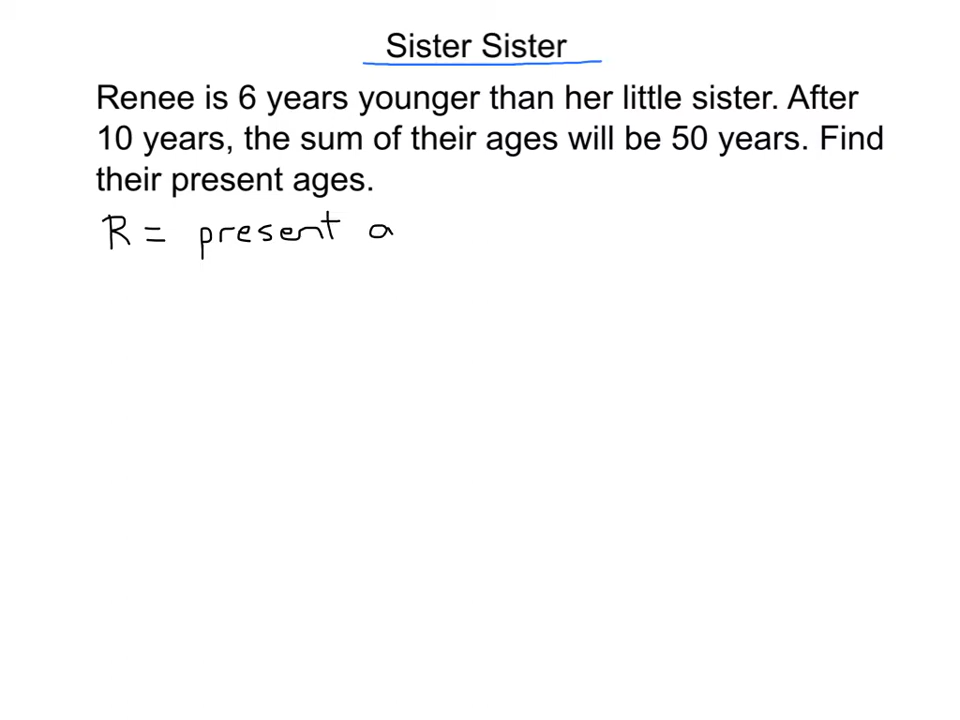 Sister Sister
Renee is 6 years younger than her little sister. After
10 years, the sum of their ages will be 50 years. Find
their present ages.
R = present a